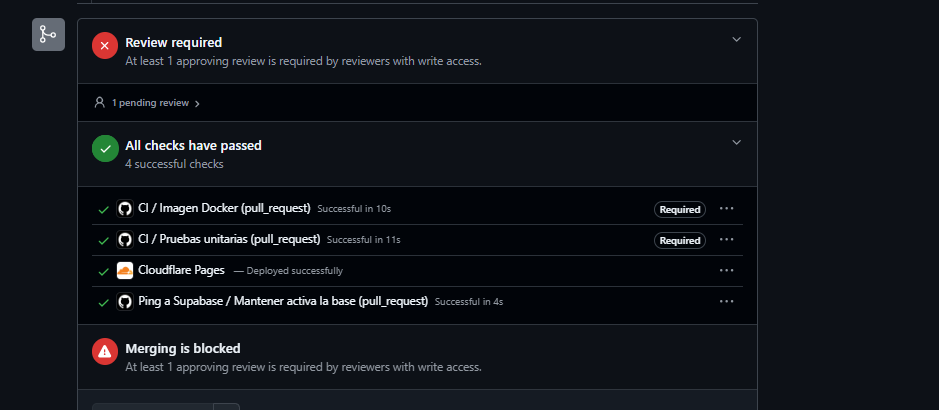 Review required
At least 1 approving review is required by reviewers with write access.
1 pending review
All checks have passed
4 successful checks
CI / Imagen Docker (pull_request) Successful in 10s Required
CI / Pruebas unitarias (pull_request) Successful in 11s Required
Cloudflare Pages — Deployed successfully
Ping a Supabase / Mantener activa la base (pull_request) Successful in 4s
Merging is blocked
At least 1 approving review is required by reviewers with write access.